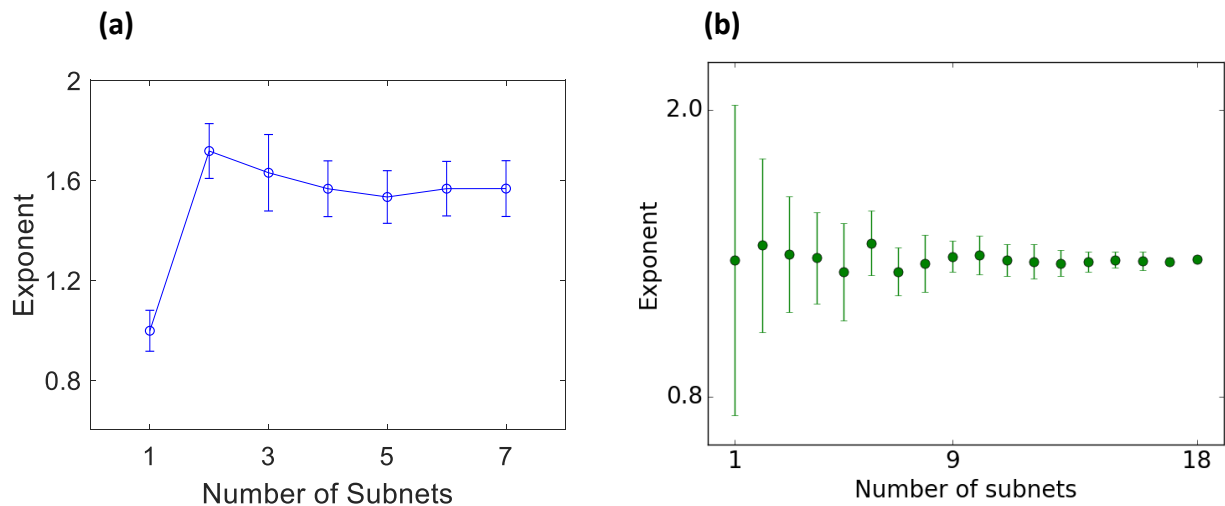 (a)
Exponent
2
1.6
1.2
0.8
1 3 5 7
Number of Subnets
(b)
Exponent
2.0
0.8
1 9 18
Number of subnets